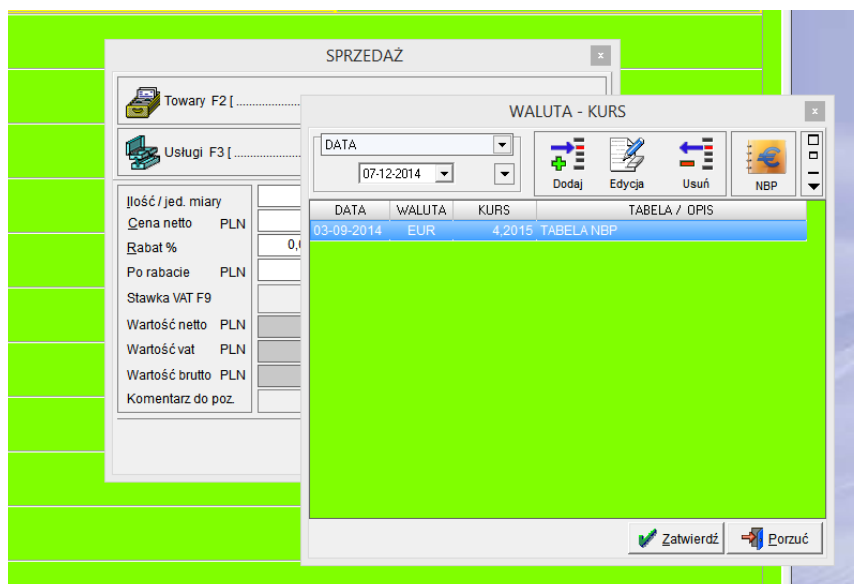 SPRZEDAŻ
x
Towary F2 [ ....................
Usługi F3 [ ....................
Ilość / jed. miary
Cena netto PLN
Rabat % 0,
Po rabacie PLN
Stawka VAT F9
Wartość netto PLN
Wartość vat PLN
Wartość brutto PLN
Komentarz do poz.
WALUTA - KURS
x
DATA
07-12-2014
Dodaj Edycja Usuń NBP
DATA WALUTA KURS TABELA / OPIS
03-09-2014 EUR 4,2015 TABELA NBP
Zatwierdź Porzuć